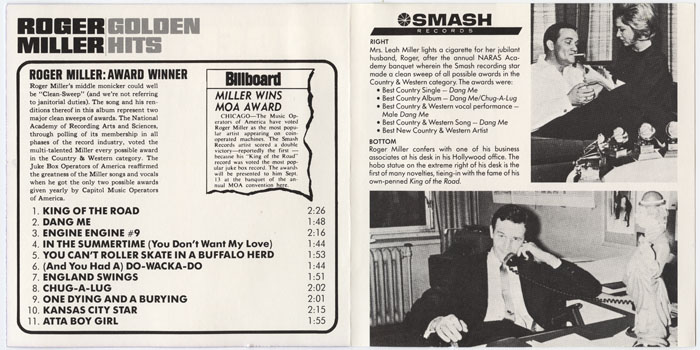 ROGER GOLDEN
MILLER HITS
ROGER MILLER: AWARD WINNER
Roger Miller's middle monicker could well
be "Clean-Sweep" (and we're not referring
to janitorial duties). The song and his ren-
ditions thereof in this album represent two
major clean sweeps of awards. The National
Academy of Recording Arts and Sciences,
through polling of its membership in all
phases of the record industry, voted the
multi-talented Miller every possible award
in the Country & Western category. The
Juke Box Operators of America reaffirmed
the greatness of the Miller songs and vocals
when he got the only two possible awards
given yearly by Capitol Music Operators
of America.
Billboard
MILLER WINS
MOA AWARD
CHICAGO—The Music Op-
erators of America have voted
Roger Miller as the most popu-
lar artist appearing on coin-
operated machines. The Smash
Records artist scored a double
victory—reportedly the first—
because his "King of the Road"
record was voted the most pop-
ular juke box record. The awards
will be presented to him Sept.
13 at the banquet of the an-
nual MOA convention here.
1. KING OF THE ROAD 2:26
2. DANG ME 1:48
3. ENGINE ENGINE #9 2:16
4. IN THE SUMMERTIME (You Don't Want My Love) 1:44
5. YOU CAN'T ROLLER SKATE IN A BUFFALO HERD 1:53
6. (And You Had A) DO-WACKA-DO 1:44
7. ENGLAND SWINGS 1:51
8. CHUG-A-LUG 2:02
9. ONE DYING AND A BURYING 2:01
10. KANSAS CITY STAR 2:15
11. ATTA BOY GIRL 1:55
SMASH
RECORDS
RIGHT
Mrs. Leah Miller lights a cigarette for her jubilant
husband, Roger, after the annual NARAS Aca-
demy banquet wherein the Smash recording star
made a clean sweep of all possible awards in the
Country & Western category. The awards were:
• Best Country Single — Dang Me
• Best Country Album — Dang Me/Chug-A-Lug
• Best Country & Western vocal performance —
Male Dang Me
• Best Country & Western Song — Dang Me
• Best New Country & Western Artist
BOTTOM
Roger Miller confers with one of his business
associates at his desk in his Hollywood office. The
hobo statue on the extreme right of his desk is the
first of many novelties, tieing-in with the fame of his
own-penned King of the Road.